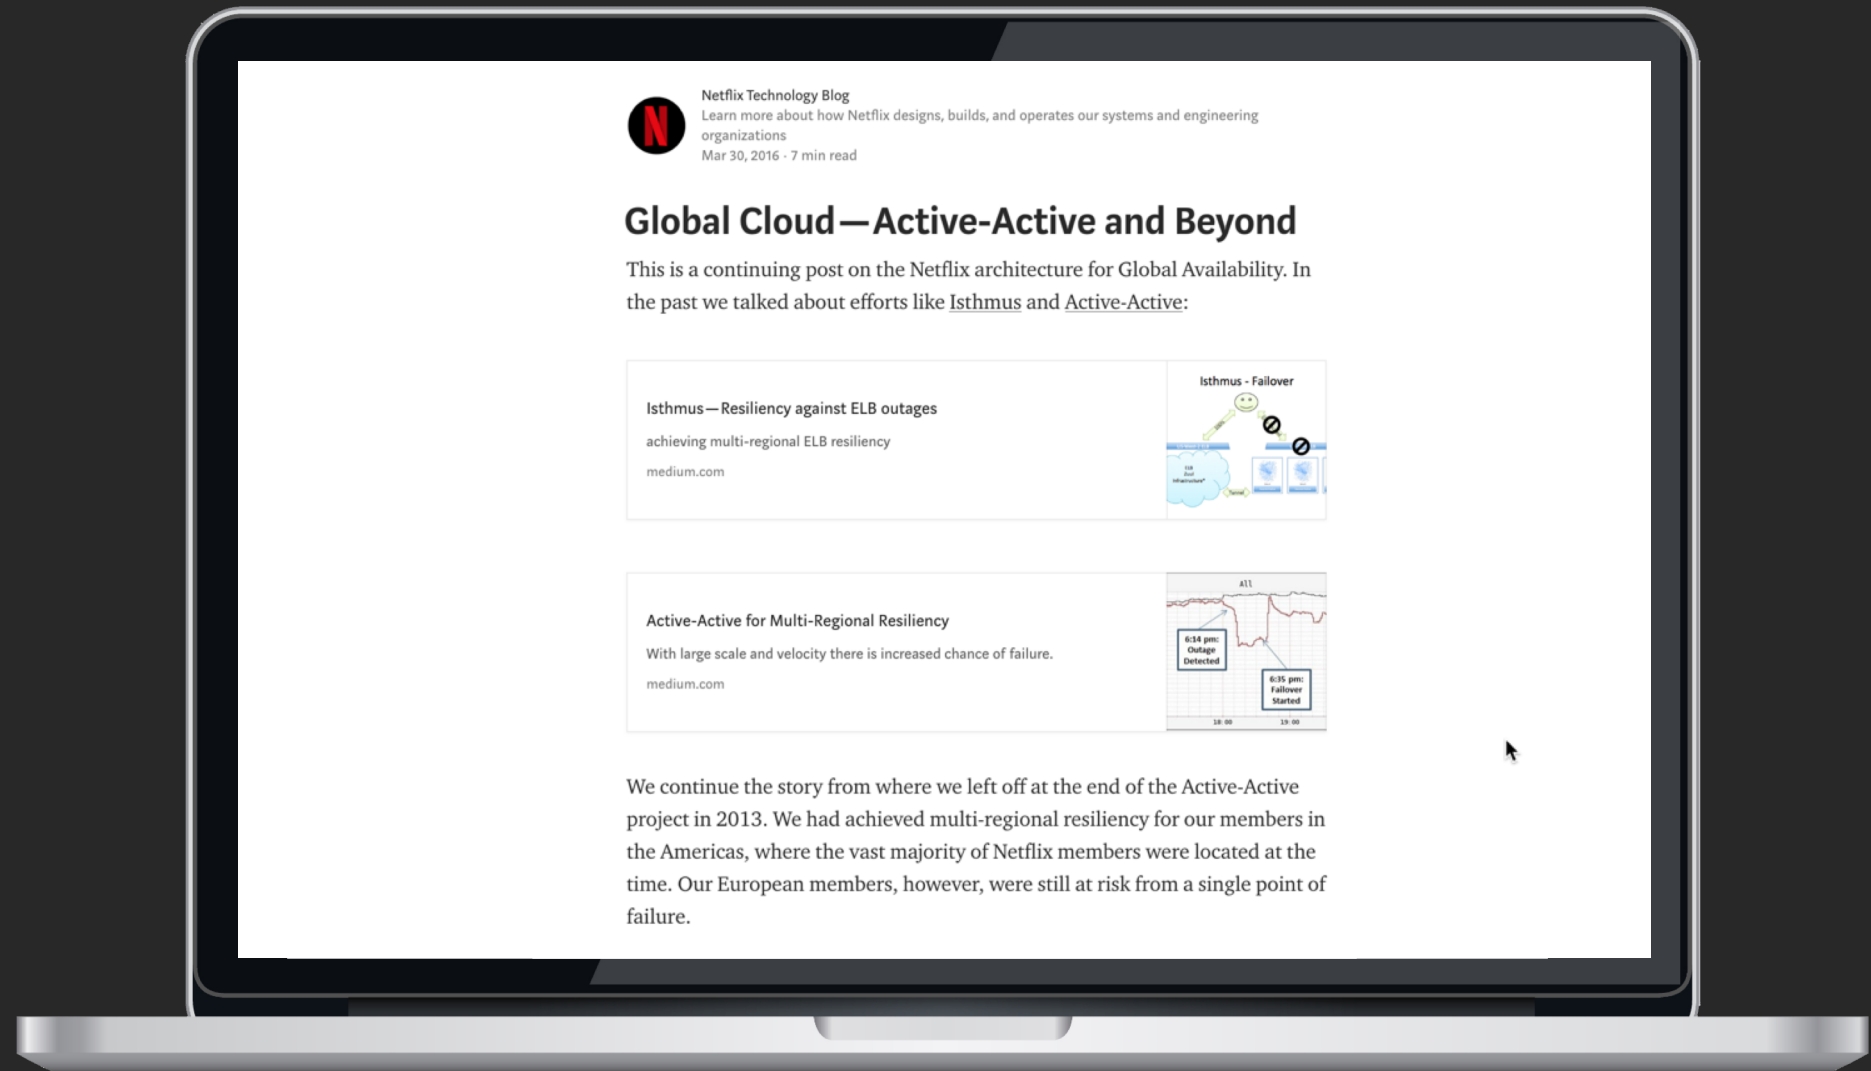 Netflix Technology Blog
Learn more about how Netflix designs, builds, and operates our systems and engineering
organizations
Mar 30, 2016 · 7 min read
Global Cloud—Active-Active and Beyond
This is a continuing post on the Netflix architecture for Global Availability. In
the past we talked about efforts like Isthmus and Active-Active:
Isthmus—Resiliency against ELB outages
achieving multi-regional ELB resiliency
medium.com
Isthmus - Failover
ELB
Infrastructure*
Tunnel
Active-Active for Multi-Regional Resiliency
With large scale and velocity there is increased chance of failure.
medium.com
All
6:14 pm:
Outage
Detected
6:35 pm:
Failover
Started
18:00 19:00
We continue the story from where we left off at the end of the Active-Active
project in 2013. We had achieved multi-regional resiliency for our members in
the Americas, where the vast majority of Netflix members were located at the
time. Our European members, however, were still at risk from a single point of
failure.